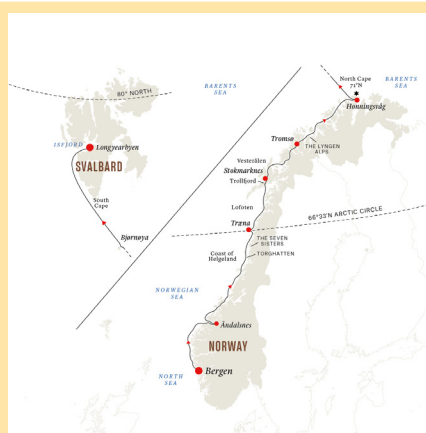 80° NORTH
BARENTS
SEA
North Cape
71°N
BARENTS
SEA
Honningsvåg
ISFJORD
Longyearbyen
SVALBARD
Tromsø
THE LYNGEN
ALPS
Vesterålen
Stokmarknes
Trollfjord
South
Cape
Lofoten
66°33'N ARCTIC CIRCLE
Træna
Bjørnøya
THE SEVEN
SISTERS
Coast of
Helgeland
TORGHATTEN
NORWEGIAN
SEA
Åndalsnes
NORWAY
Bergen
NORTH
SEA